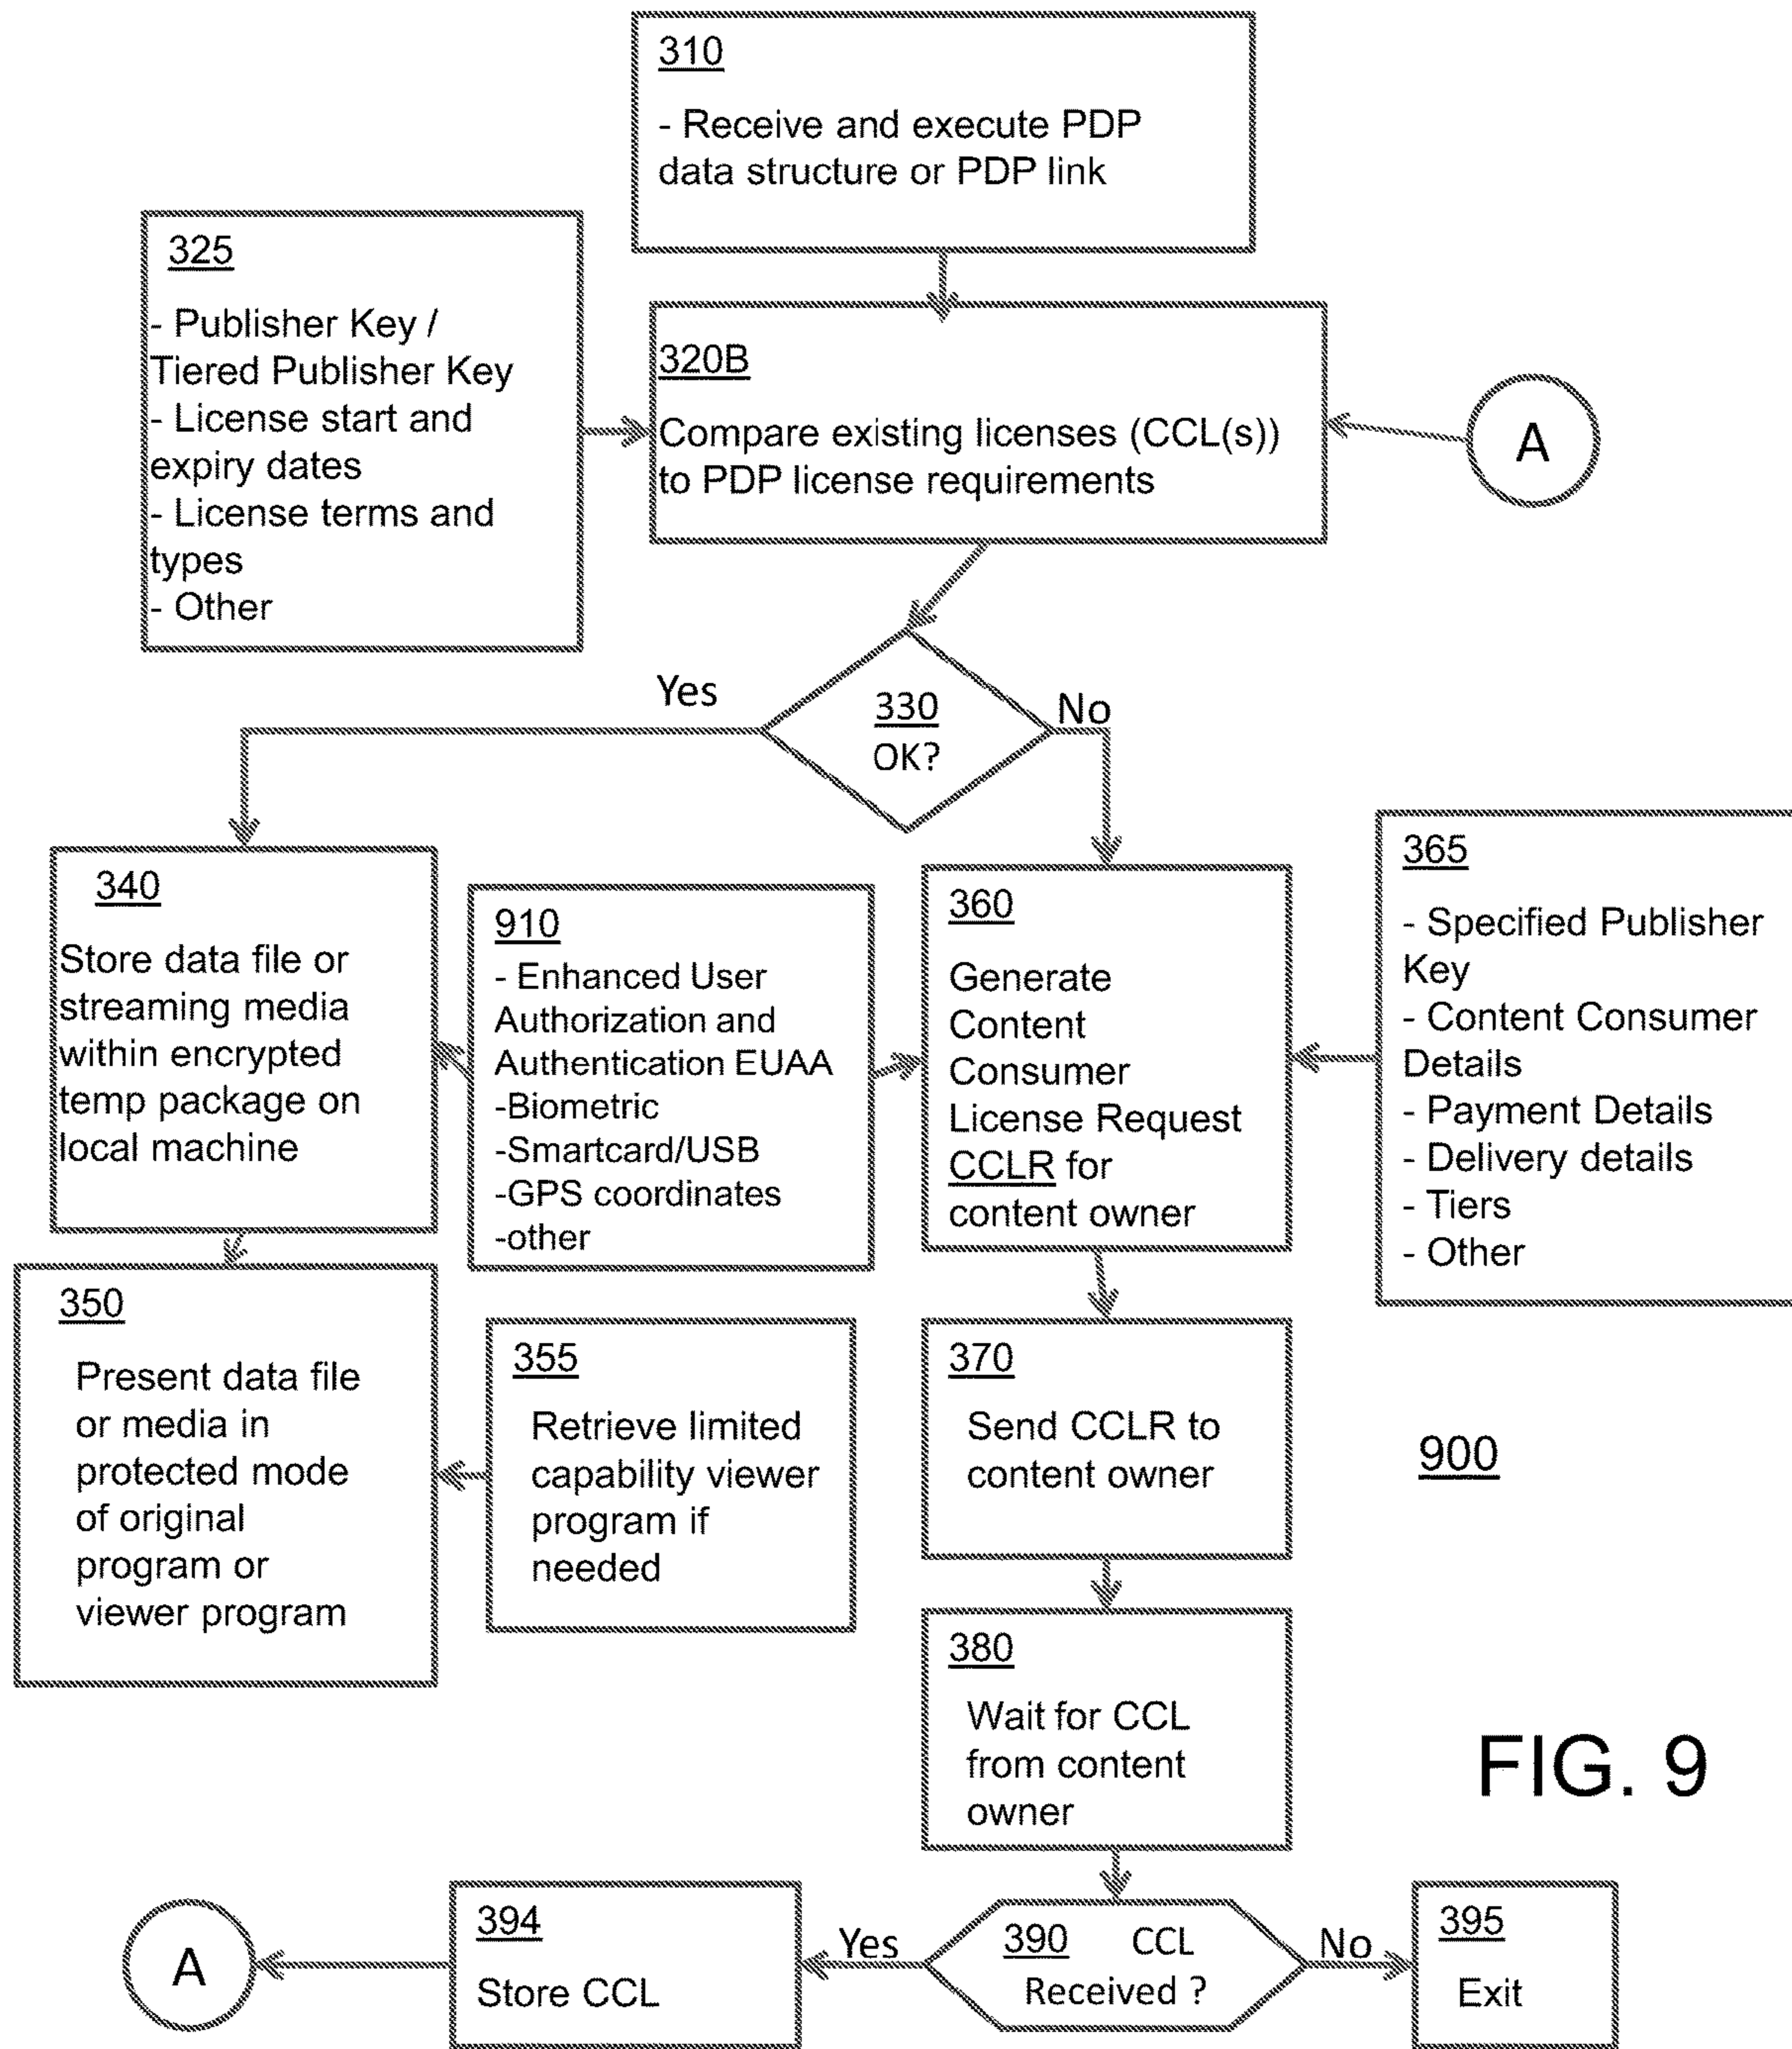 310
- Receive and execute PDP
data structure or PDP link
325
- Publisher Key /
Tiered Publisher Key
- License start and
expiry dates
- License terms and
types
- Other
320B
Compare existing licenses (CCL(s))
to PDP license requirements
A
330
OK?
Yes
No
340
Store data file or
streaming media
within encrypted
temp package on
local machine
910
- Enhanced User
Authorization and
Authentication EUAA
-Biometric
-Smartcard/USB
-GPS coordinates
-other
360
Generate
Content
Consumer
License Request
CCLR for
content owner
365
- Specified Publisher
Key
- Content Consumer
Details
- Payment Details
- Delivery details
- Tiers
- Other
350
Present data file
or media in
protected mode
of original
program or
viewer program
355
Retrieve limited
capability viewer
program if
needed
370
Send CCLR to
content owner
900
380
Wait for CCL
from content
owner
FIG. 9
A
394
Store CCL
Yes
390 CCL
Received ?
No
395
Exit